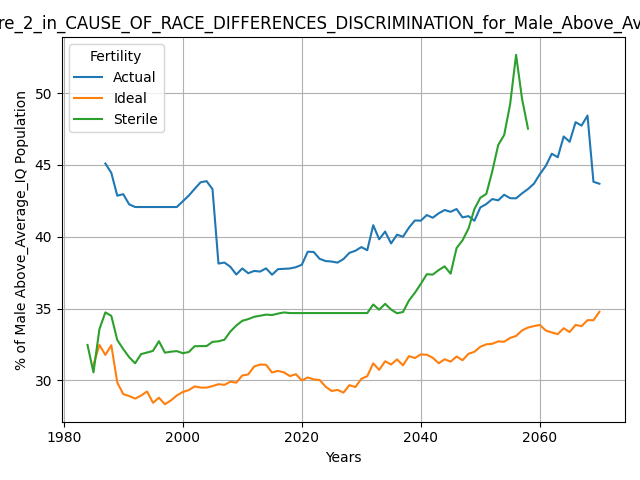 re_2_in_CAUSE_OF_RACE_DIFFERENCES_DISCRIMINATION_for_Male_Above_Av
Fertility
Actual
Ideal
Sterile
% of Male Above_Average_IQ Population
50
45
40
35
30
1980
2000
2020
2040
2060
Years